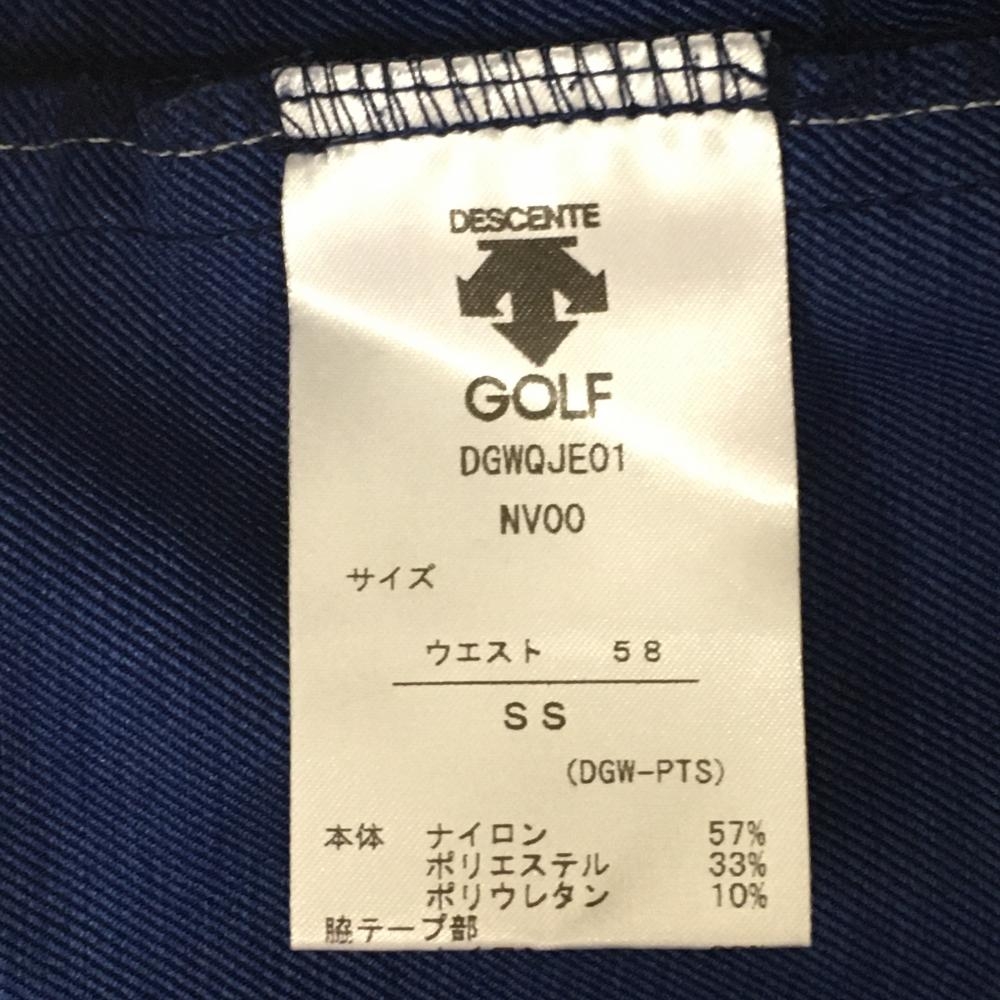 DESCENTE
GOLF
DGWQJE01
NV00
サイズ
ウエスト 58
SS
(DGW-PTS)
本体 ナイロン 57%
ポリエステル 33%
ポリウレタン 10%
脇テープ部